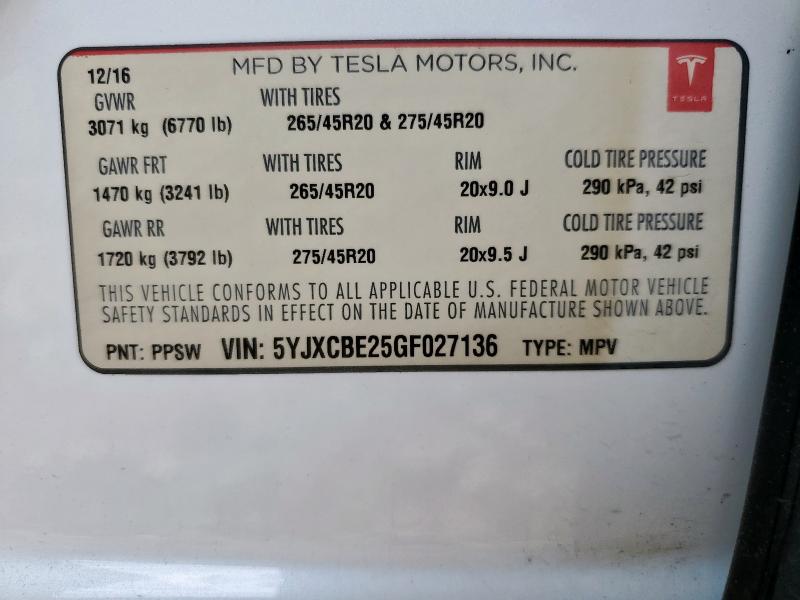 12/16 MFD BY TESLA MOTORS, INC.
TESLA
GVWR WITH TIRES
3071 kg (6770 lb) 265/45R20 & 275/45R20
GAWR FRT WITH TIRES RIM COLD TIRE PRESSURE
1470 kg (3241 lb) 265/45R20 20x9.0 J 290 kPa, 42 psi
GAWR RR WITH TIRES RIM COLD TIRE PRESSURE
1720 kg (3792 lb) 275/45R20 20x9.5 J 290 kPa, 42 psi
THIS VEHICLE CONFORMS TO ALL APPLICABLE U.S. FEDERAL MOTOR VEHICLE
SAFETY STANDARDS IN EFFECT ON THE DATE OF MANUFACTURE SHOWN ABOVE.
PNT: PPSW VIN: 5YJXCBE25GF027136 TYPE: MPV